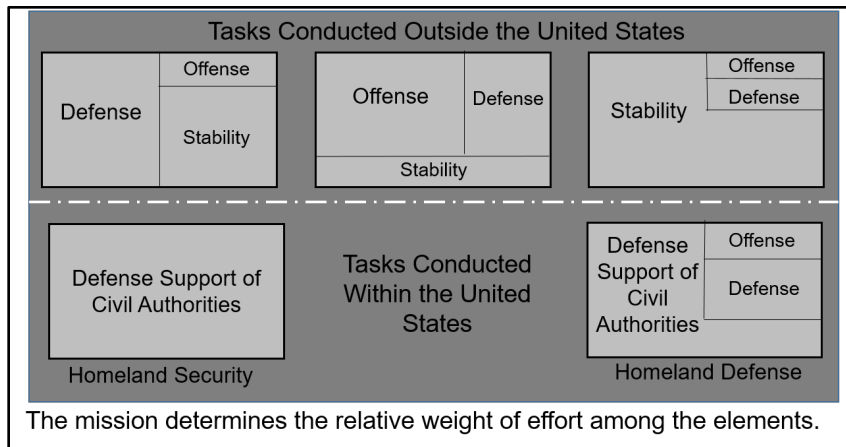 Tasks Conducted Outside the United States
Defense
Offense
Stability
Offense
Defense
Stability
Stability
Offense
Defense
Defense Support of
Civil Authorities
Homeland Security
Tasks Conducted
Within the United
States
Defense
Support of
Civil
Authorities
Offense
Defense
Homeland Defense
The mission determines the relative weight of effort among the elements.